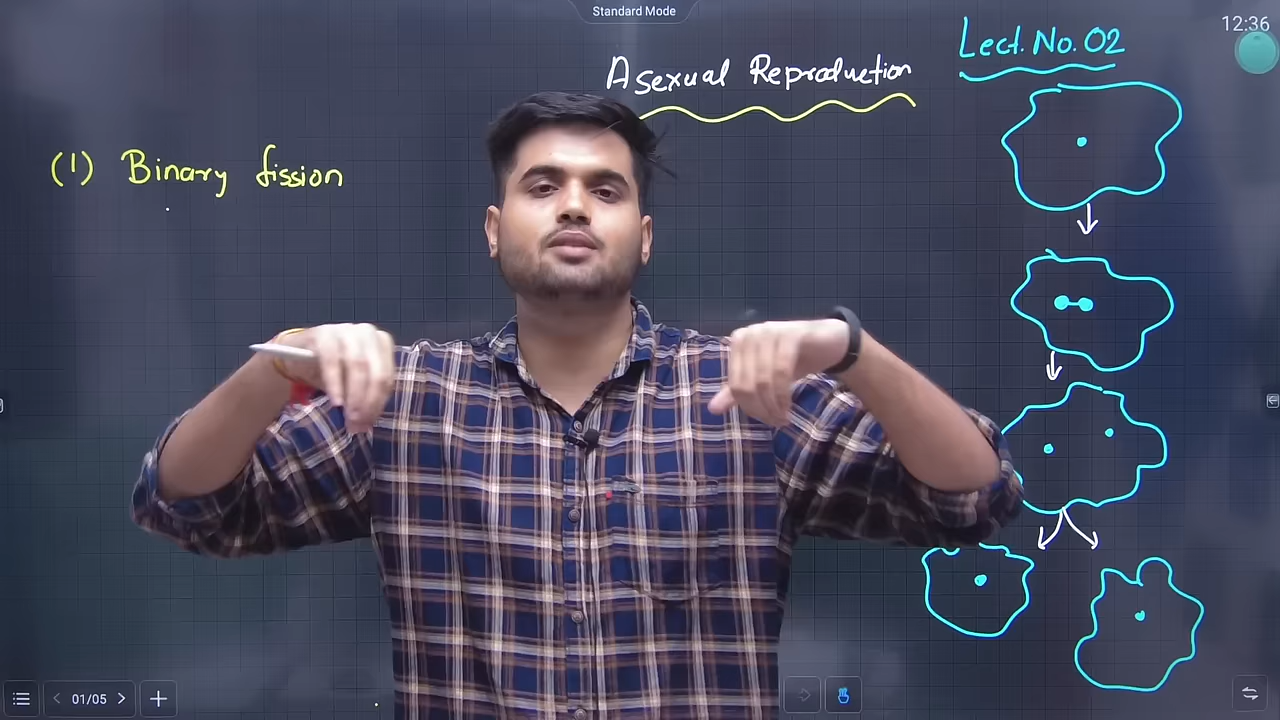 Standard Mode
12:36
Lect. No. 02
Asexual Reproduction
(1) Binary fission
01/05